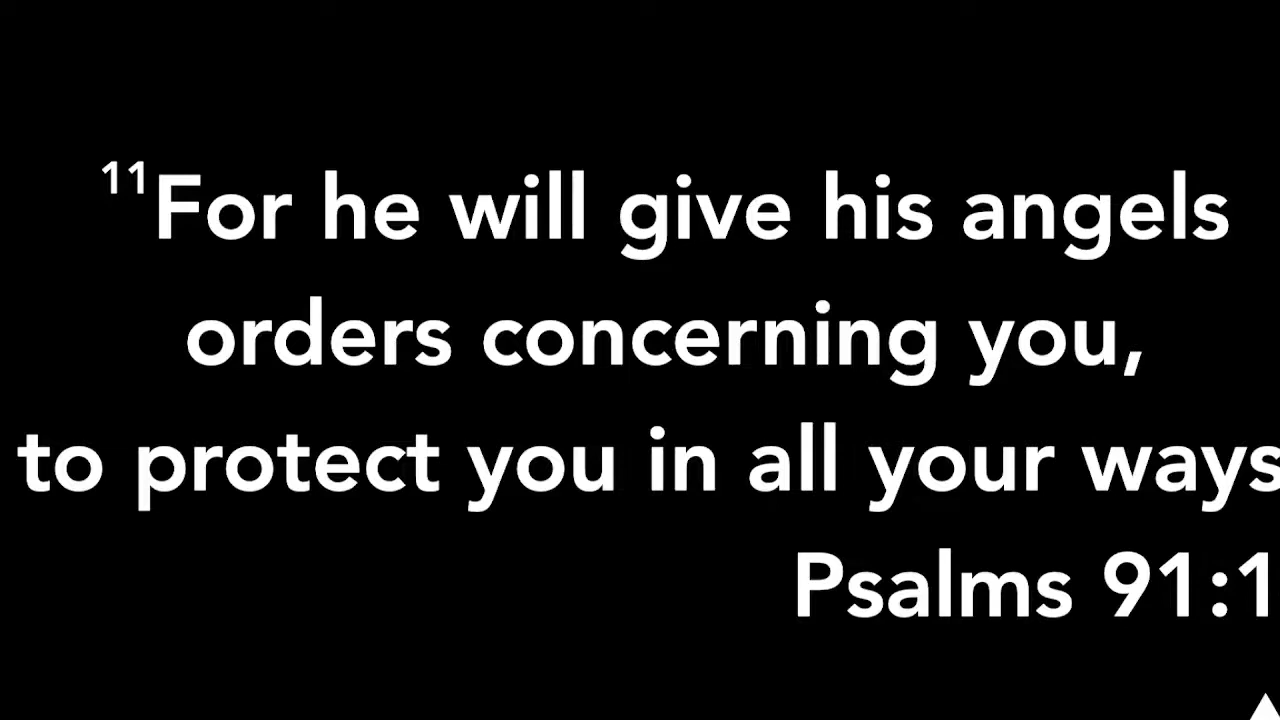 11For he will give his angels
orders concerning you,
to protect you in all your ways
Psalms 91:1